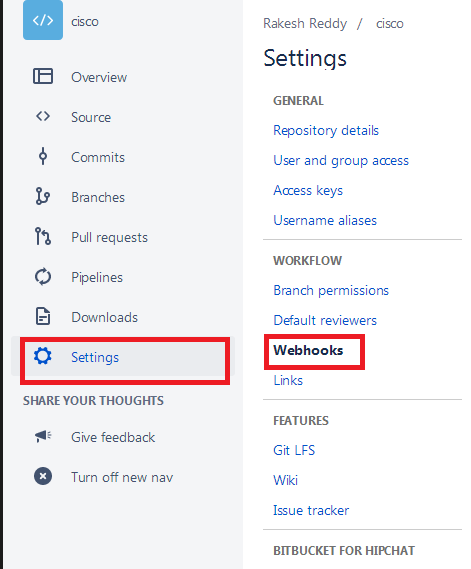 cisco
Overview
Source
Commits
Branches
Pull requests
Pipelines
Downloads
Settings
SHARE YOUR THOUGHTS
Give feedback
Turn off new nav
Rakesh Reddy / cisco
Settings
GENERAL
Repository details
User and group access
Access keys
Username aliases
WORKFLOW
Branch permissions
Default reviewers
Webhooks
Links
FEATURES
Git LFS
Wiki
Issue tracker
BITBUCKET FOR HIPCHAT